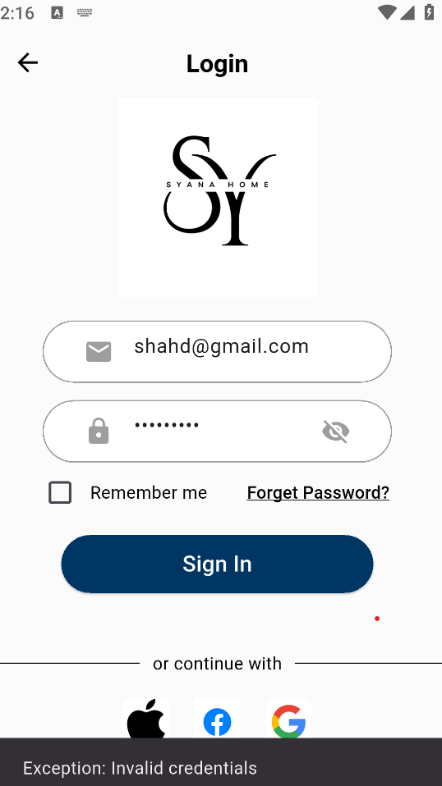 2:16
A
Login
SY
SYANA HOME
shahd@gmail.com
•••••••••
Remember me Forget Password?
Sign In
or continue with
Exception: Invalid credentials